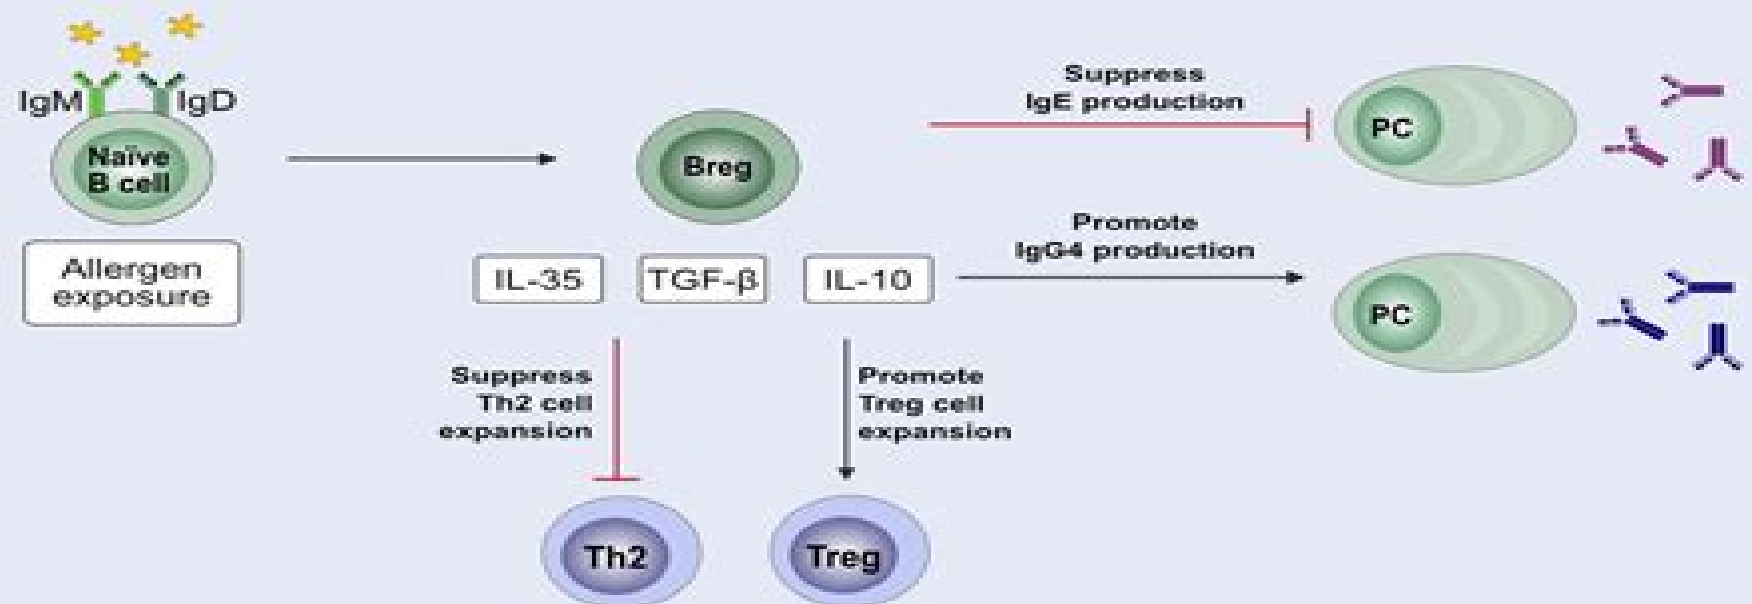 IgM
IgD
Naïve
B cell
Allergen
exposure
Breg
IL-35
TGF-β
IL-10
Suppress
IgE production
PC
Promote
IgG4 production
PC
Suppress
Th2 cell
expansion
Promote
Treg cell
expansion
Th2
Treg